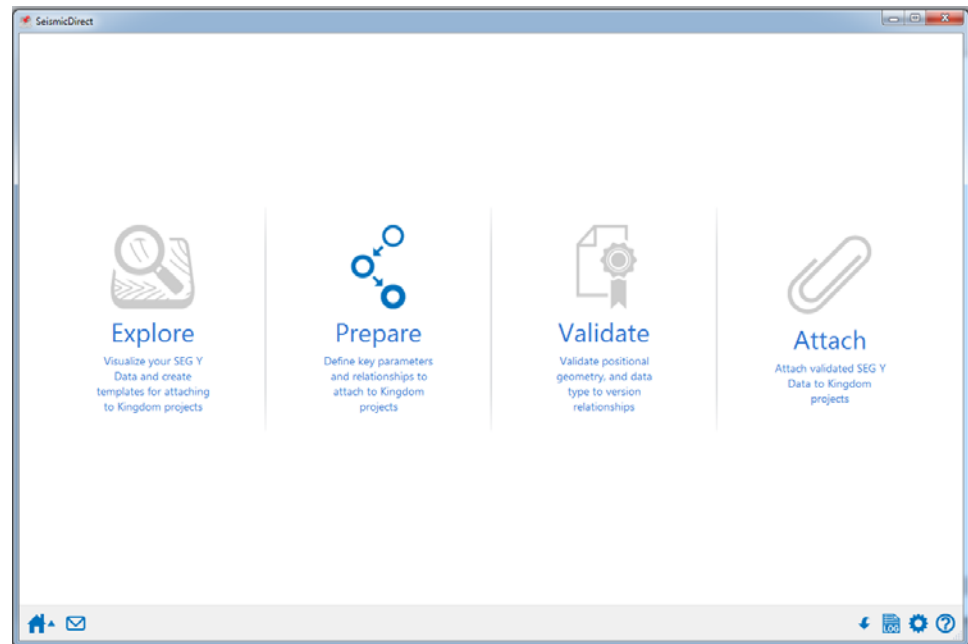 SeismicDirect
Explore
Visualize your SEG Y
Data and create
templates for attaching
to Kingdom projects
Prepare
Define key parameters
and relationships to
attach to Kingdom
projects
Validate
Validate positional
geometry, and data
type to version
relationships
Attach
Attach validated SEG Y
Data to Kingdom
projects
LOG